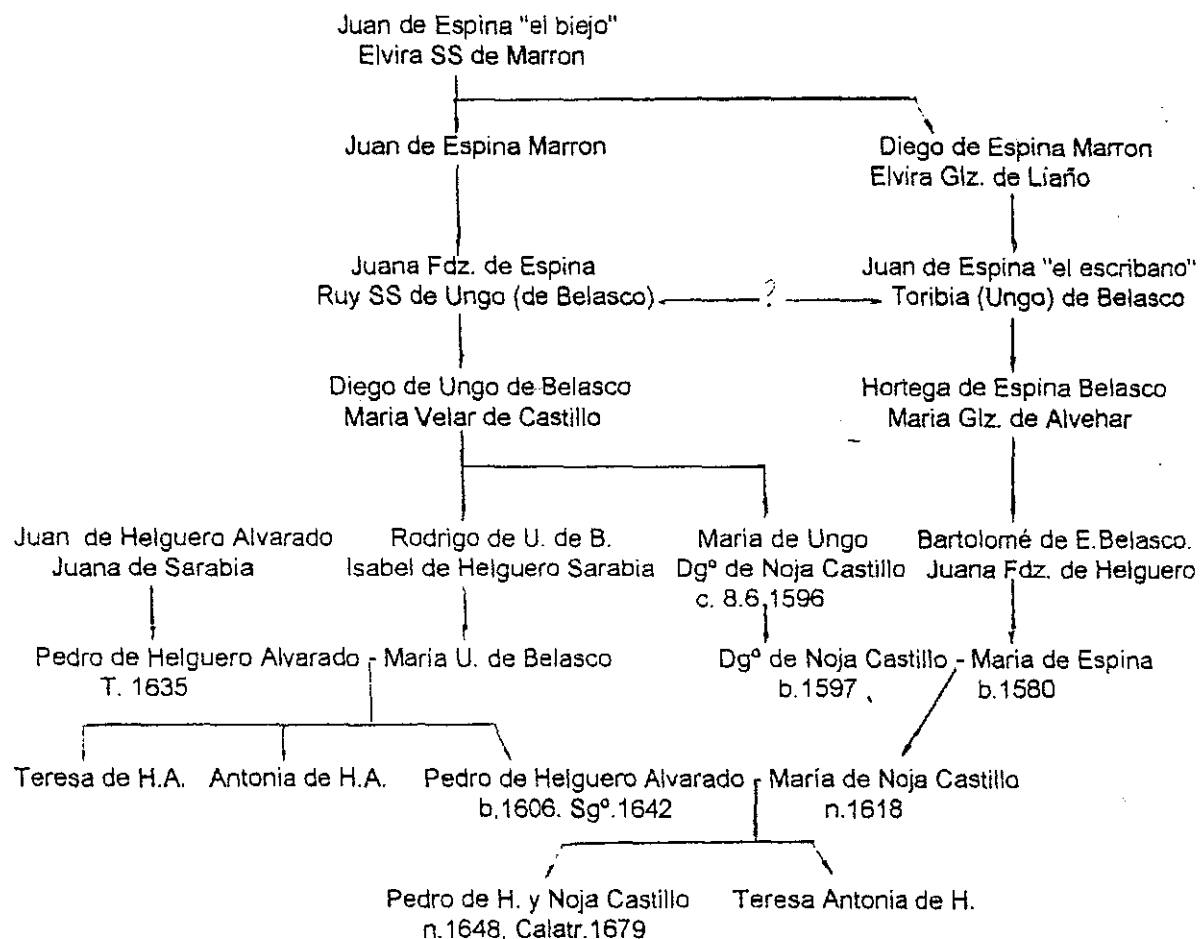 Juan de Espina "el biejo"
Elvira SS de Marron
Juan de Espina Marron
Diego de Espina Marron
Elvira Glz. de Liaño
Juana Fdz. de Espina
Ruy SS de Ungo (de Belasco)
?
Juan de Espina "el escribano"
Toribia (Ungo) de Belasco
Diego de Ungo de Belasco
Maria Velar de Castillo
Hortega de Espina Belasco
Maria Glz. de Alvehar
Juan de Helguero Alvarado
Juana de Sarabia
Rodrigo de U. de B.
Isabel de Helguero Sarabia
Maria de Ungo
Dgº de Noja Castillo
c. 8.6.1596
Bartolomé de E.Belasco.
Juana Fdz. de Helguero
Pedro de Helguero Alvarado - Maria U. de Belasco
T. 1635
Dgº de Noja Castillo - Maria de Espina
b.1597
b.1580
Teresa de H.A.
Antonia de H.A.
Pedro de Helguero Alvarado - María de Noja Castillo
b.1606. Sgº.1642
n.1618
Pedro de H. y Noja Castillo
n.1648, Calatr.1679
Teresa Antonia de H.